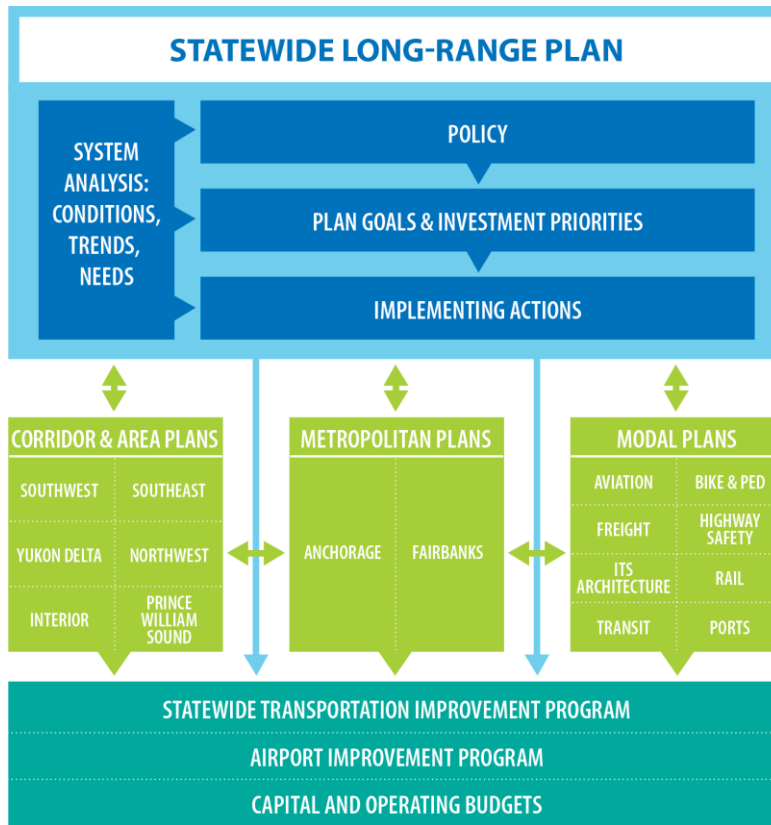 STATEWIDE LONG-RANGE PLAN
SYSTEM
ANALYSIS:
CONDITIONS,
TRENDS,
NEEDS
POLICY
PLAN GOALS & INVESTMENT PRIORITIES
IMPLEMENTING ACTIONS
CORRIDOR & AREA PLANS
SOUTHWEST
SOUTHEAST
YUKON DELTA
NORTHWEST
INTERIOR
PRINCE
WILLIAM
SOUND
METROPOLITAN PLANS
ANCHORAGE
FAIRBANKS
MODAL PLANS
AVIATION
BIKE & PED
FREIGHT
HIGHWAY
SAFETY
ITS
ARCHITECTURE
RAIL
TRANSIT
PORTS
STATEWIDE TRANSPORTATION IMPROVEMENT PROGRAM
AIRPORT IMPROVEMENT PROGRAM
CAPITAL AND OPERATING BUDGETS